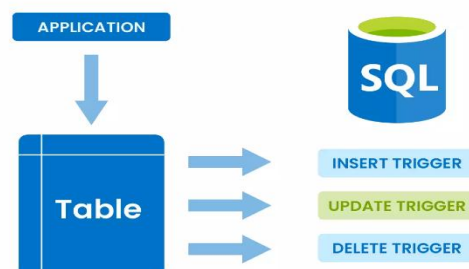 APPLICATION
SQL
Table
INSERT TRIGGER
UPDATE TRIGGER
DELETE TRIGGER